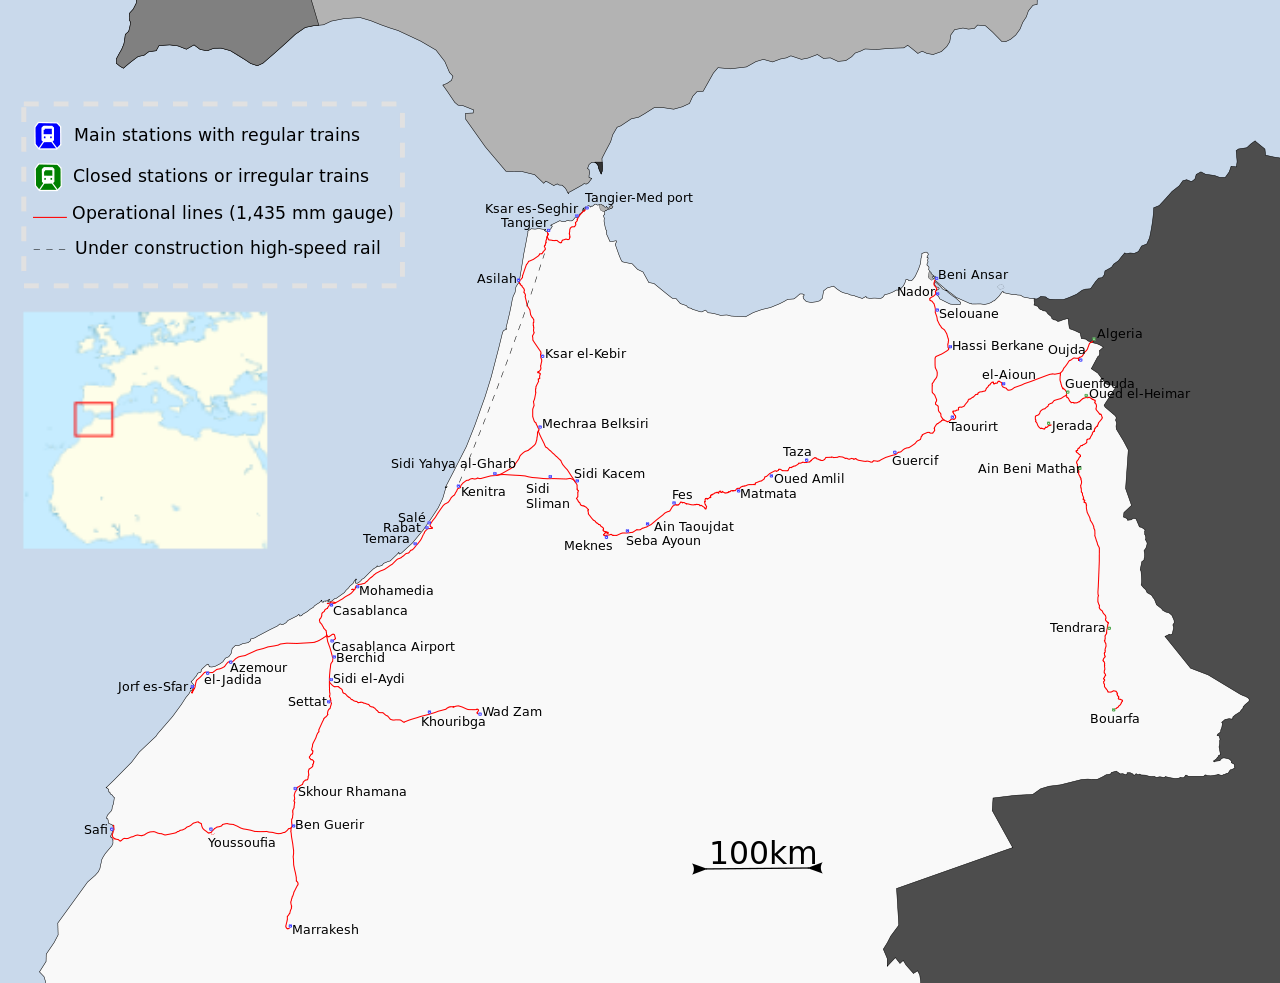 Main stations with regular trains
Closed stations or irregular trains
Operational lines (1,435 mm gauge)
Under construction high-speed rail
Tangier-Med port
Ksar es-Seghir
Tangier
Asilah
Beni Ansar
Nador
Selouane
Algeria
Hassi Berkane
Oujda
Ksar el-Kebir
el-Aioun
Guenfouda
Oued el-Heimar
Mechraa Belksiri
Taourirt
Jerada
Sidi Yahya al-Gharb
Taza
Guercif
Ain Beni Mathar
Sidi Kacem
Oued Amlil
Kenitra
Sidi
Sliman
Fes
Matmata
Salé
Rabat
Temara
Ain Taoujdat
Seba Ayoun
Meknes
Mohamedia
Casablanca
Tendrara
Casablanca Airport
Berchid
Azemour
el-Jadida
Jorf es-Sfar
Sidi el-Aydi
Settat
Khouribga
Wad Zam
Bouarfa
Skhour Rhamana
Safi
Ben Guerir
Youssoufia
100km
Marrakesh